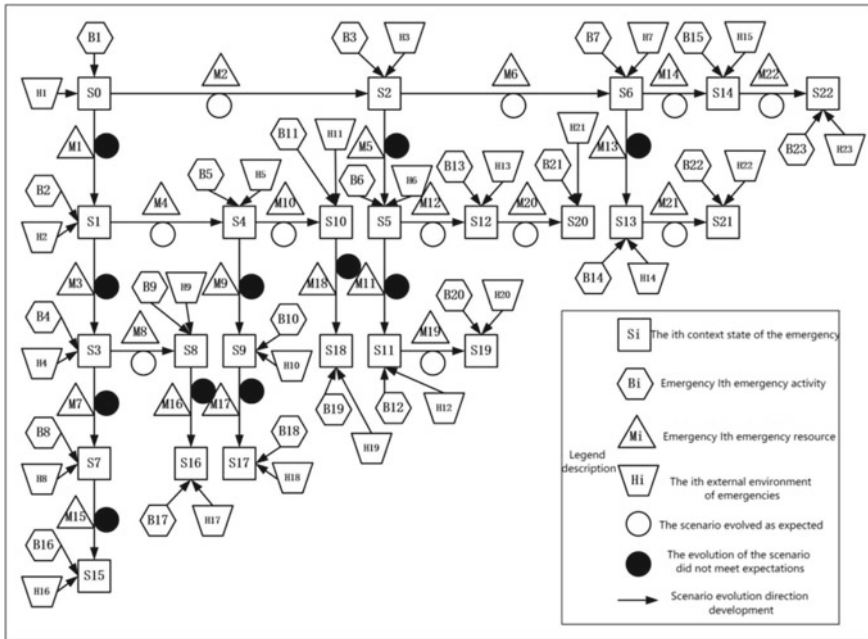 B1
B3
H3
B7
H7
B15
H15
M2
M6
M14
M22
H1
S0
S2
S6
S14
S22
B11
H11
H21
M1
M5
M13
B23
H23
B2
B5
H5
B6
H6
B13
H13
B21
B22
H22
M4
M10
M12
M20
M21
S1
S4
S10
S5
S12
S20
S13
S21
H2
B14
H14
M3
B9
H9
M9
M18
M11
B4
M8
B10
B20
H20
M19
S3
S8
S9
S18
S11
S19
H4
H10
M7
M16
M17
B19
B12
H12
B8
B18
H19
S7
S16
S17
H8
H18
M15
B17
H17
B16
S15
H16
Si
The ith context state of the emergency
Bi
Emergency Ith emergency activity
Mi
Emergency Ith emergency resource
Legend
description
Hi
The ith external environment
of emergencies
The scenario evolved as expected
The evolution of the scenario
did not meet expectations
Scenario evolution direction
development